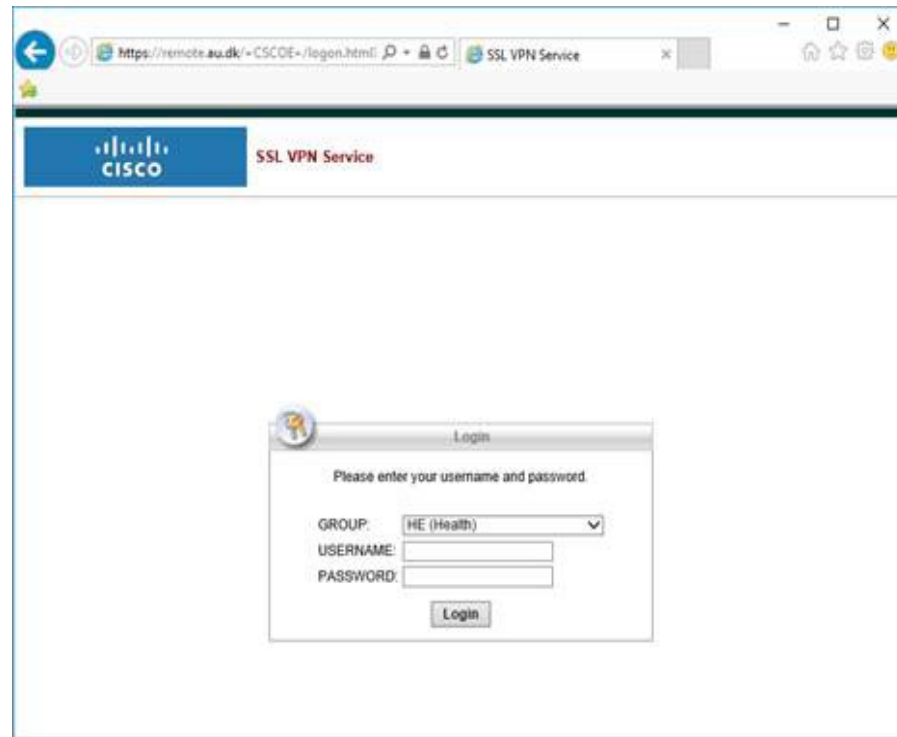 https://remote.au.dk/+CSCOE+/logon.html
SSL VPN Service
CISCO
SSL VPN Service
Login
Please enter your username and password.
GROUP: HE (Health)
USERNAME:
PASSWORD:
Login